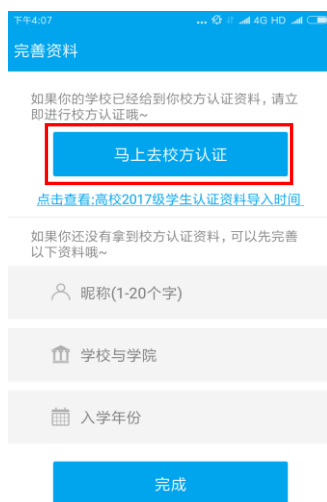 下午4:07
... 4G HD
完善资料
如果你的学校已经给到你校方认证资料，请立
即进行校方认证哦~
马上去校方认证
点击查看:高校2017级学生认证资料导入时间
如果你还没有拿到校方认证资料，可以先完善
以下资料哦~
昵称(1-20个字)
学校与学院
入学年份
完成